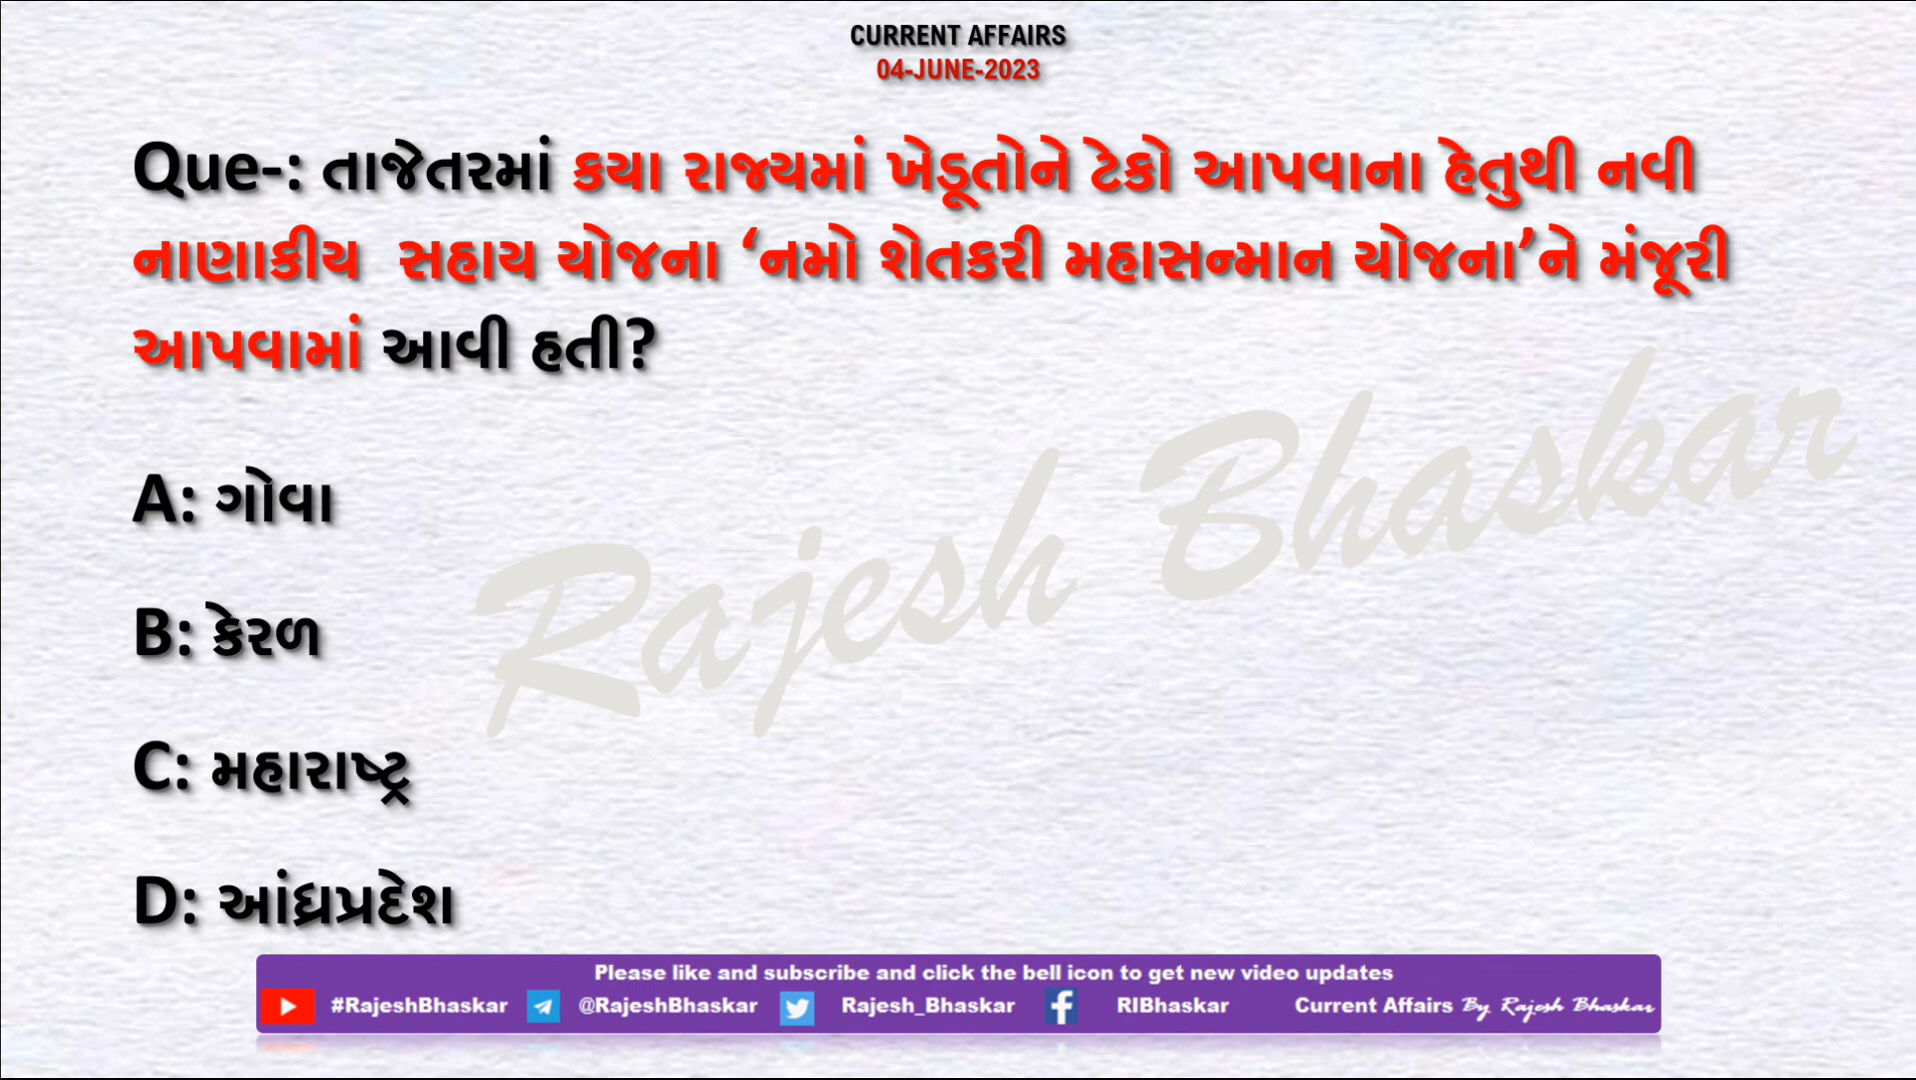 CURRENT AFFAIRS
04-JUNE-2023
Que-: તાજેતરમાં કયા રાજ્યમાં ખેડૂતોને ટેકો આપવાના હેતુથી નવી
નાણાકીય સહાય યોજના ‘નમો શેતકરી મહાસન્માન યોજના’ને મંજૂરી
આપવામાં આવી હતી?
A: ગોવા
B: કેરળ
C: મહારાષ્ટ્ર
D: આંધ્રપ્રદેશ
Rajesh Bhaskar
Please like and subscribe and click the bell icon to get new video updates
#RajeshBhaskar @RajeshBhaskar Rajesh_Bhaskar RIBhaskar Current Affairs By Rajesh Bhaskar